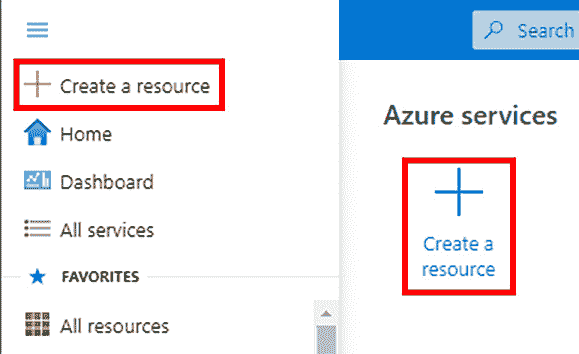 Create a resource
Home
Dashboard
All services
FAVORITES
All resources
Search
Azure services
Create a
resource